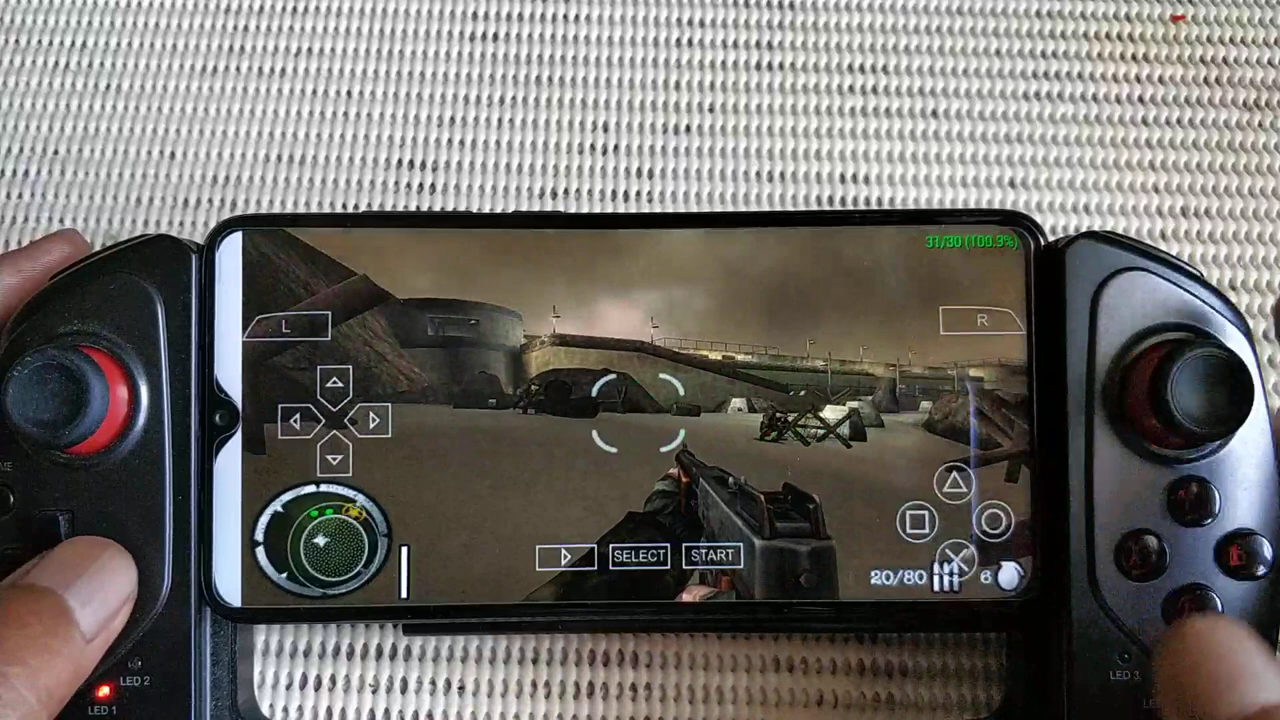 31/30 (100.9%)
L
R
SELECT
START
20/80
6
LED 2
LED 1
LED 3